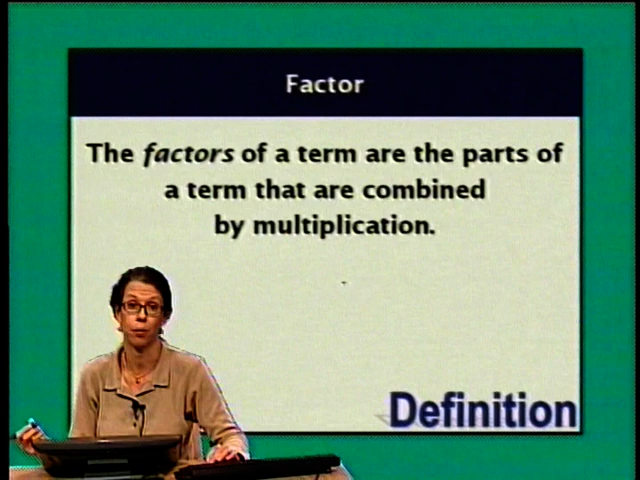 Factor
The factors of a term are the parts of
a term that are combined
by multiplication.
Definition